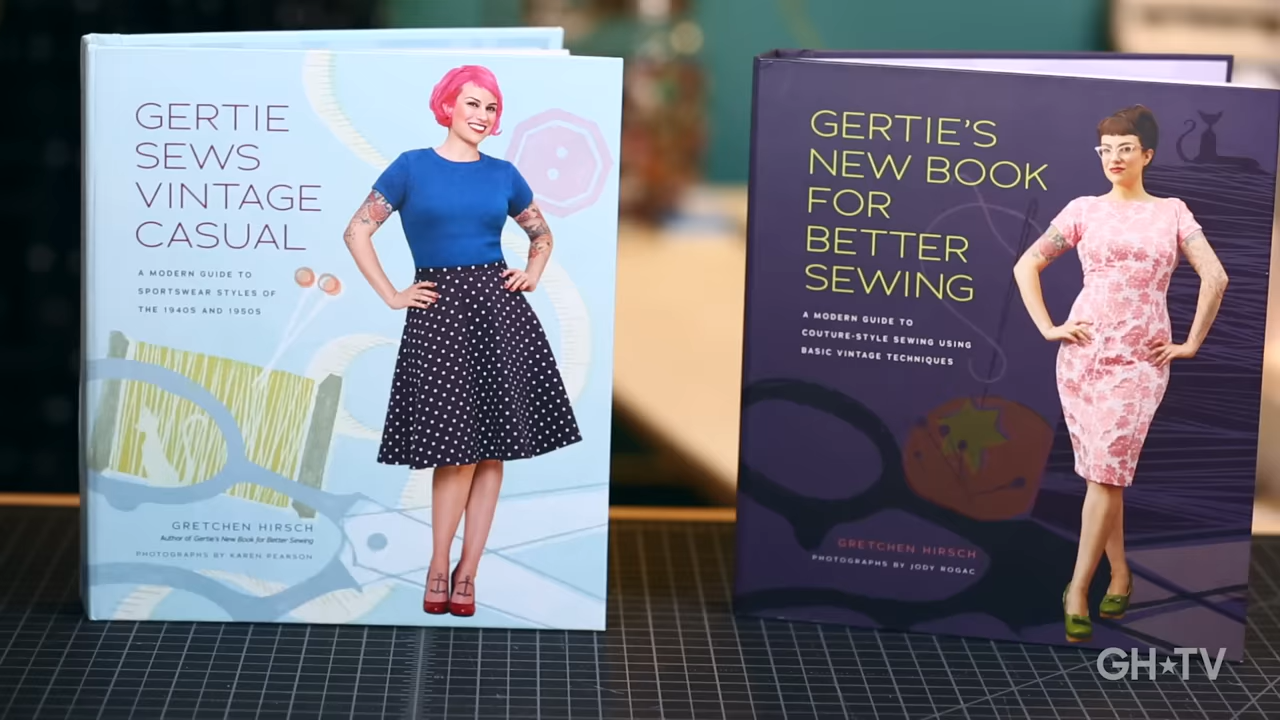 GERTIE
SEWS
VINTAGE
CASUAL
A MODERN GUIDE TO
SPORTSWEAR STYLES OF
THE 1940S AND 1950S
GRETCHEN HIRSCH
Author of Gertie's New Book for Better Sewing
PHOTOGRAPHS BY KAREN PEARSON
GERTIE'S
NEW BOOK
FOR
BETTER
SEWING
A MODERN GUIDE TO
COUTURE-STYLE SEWING USING
BASIC VINTAGE TECHNIQUES
GRETCHEN HIRSCH
PHOTOGRAPHS BY JODY ROGAC
GH★TV